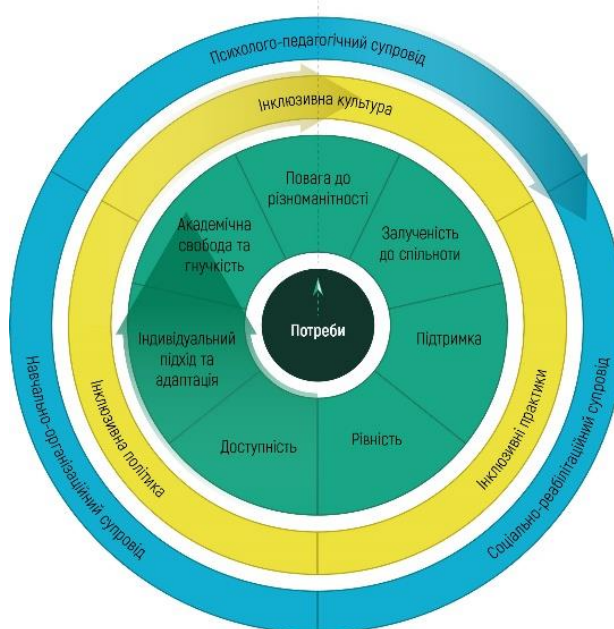 Психолого-педагогічний супровід
Інклюзивна культура
Повага до
різноманітності
Академічна
свобода та
гнучкість
Залученість
до спільноти
Потреби
Індивідуальний
підхід та
адаптація
Підтримка
Доступність
Рівність
Інклюзивна політика
Інклюзивні практики
Навчально-організаційний супровід
Соціально-реабілітаційний супровід